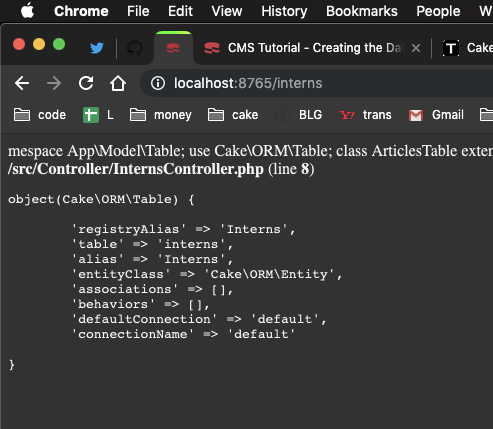 Chrome File Edit View History Bookmarks People W
CMS Tutorial - Creating the Da T Cake
localhost:8765/interns
code L money cake BLG trans Gmail
mespace App\Model\Table; use Cake\ORM\Table; class ArticlesTable exten
/src/Controller/InternsController.php (line 8)
object(Cake\ORM\Table) {
'registryAlias' => 'Interns',
'table' => 'interns',
'alias' => 'Interns',
'entityClass' => 'Cake\ORM\Entity',
'associations' => [],
'behaviors' => [],
'defaultConnection' => 'default',
'connectionName' => 'default'
}